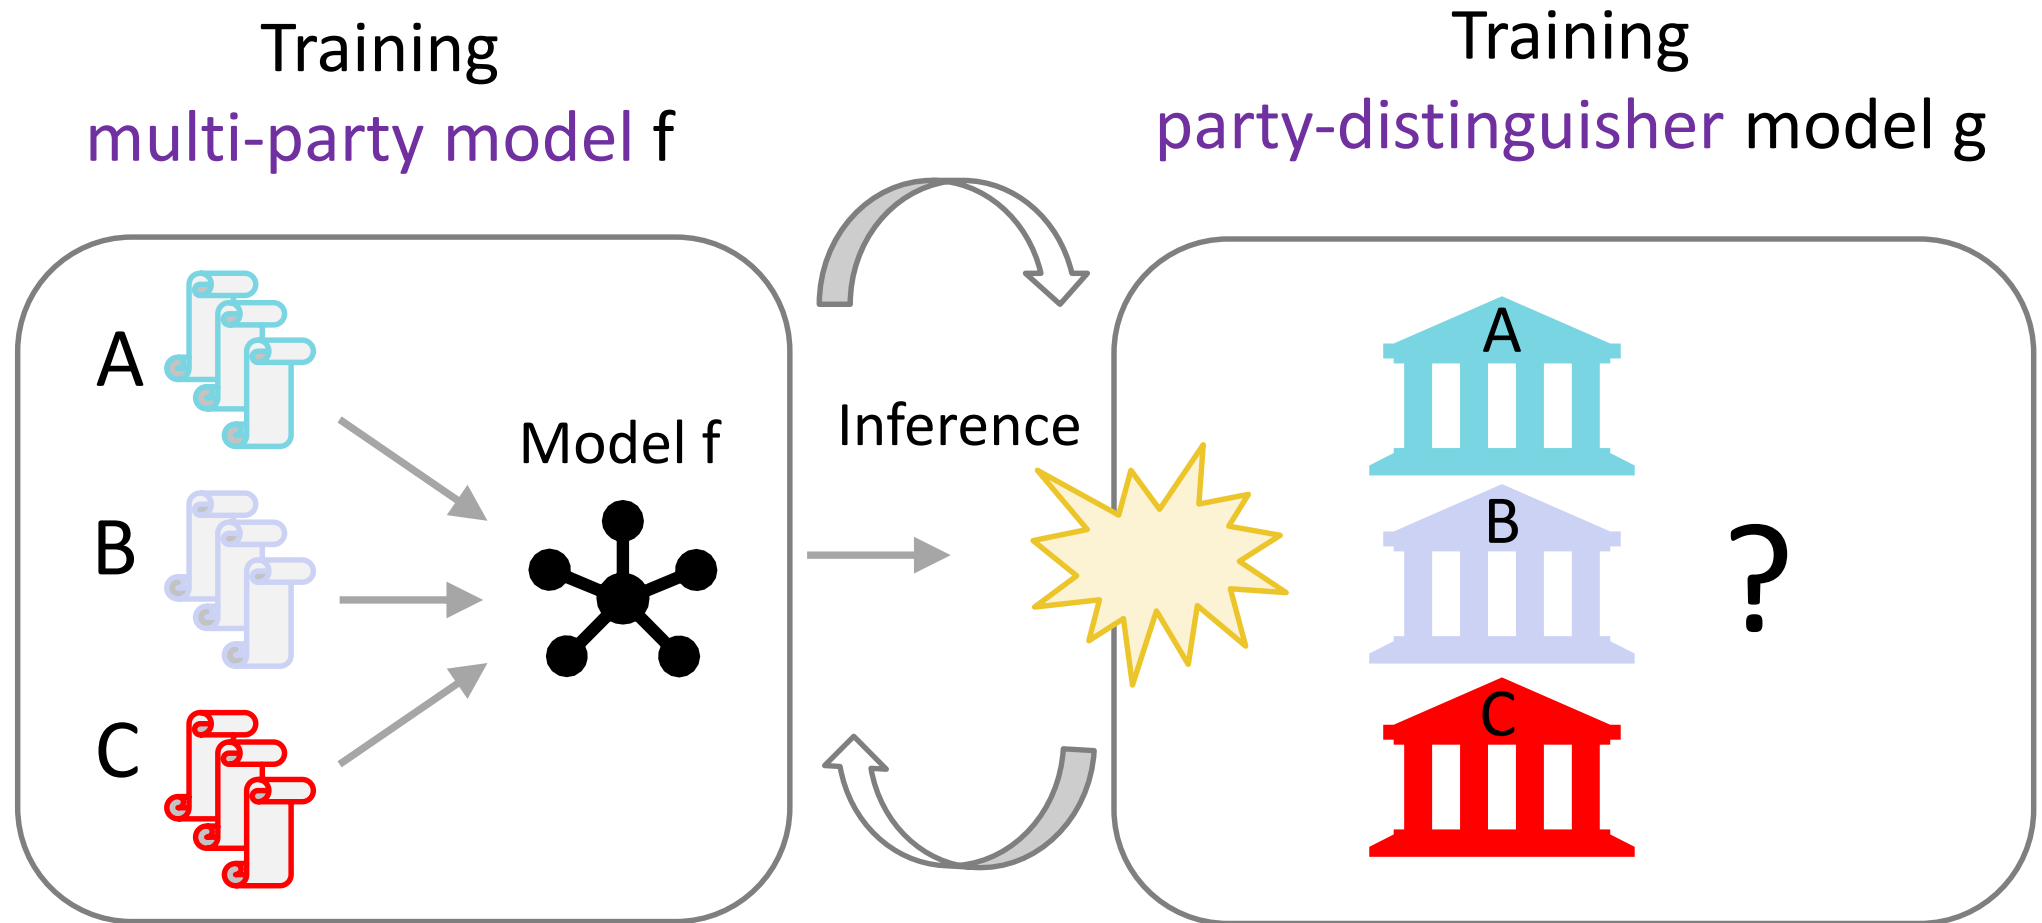 Training
multi-party model f
Training
party-distinguisher model g
A
B
C
Model f
Inference
A
B
C
?